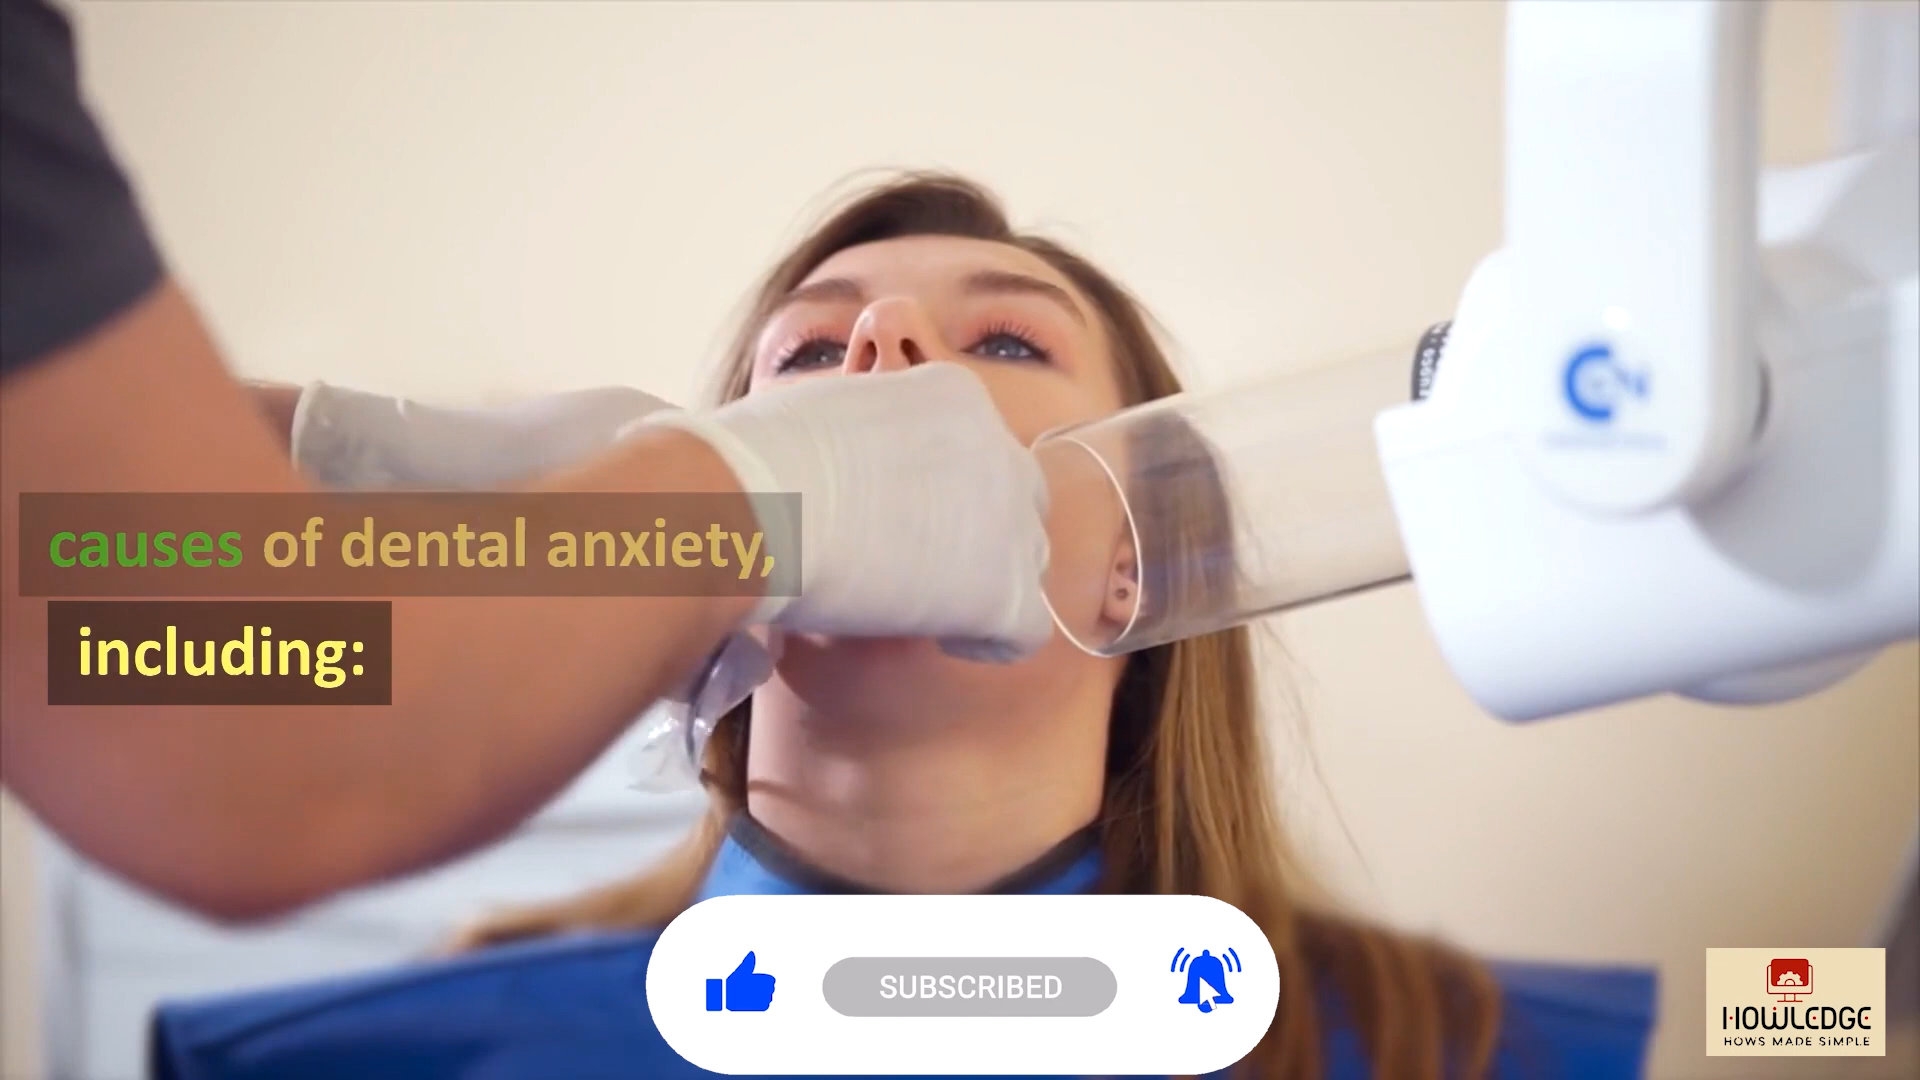 causes of dental anxiety,
including:
SUBSCRIBED
HOWLEDGE
HOWS MADE SIMPLE